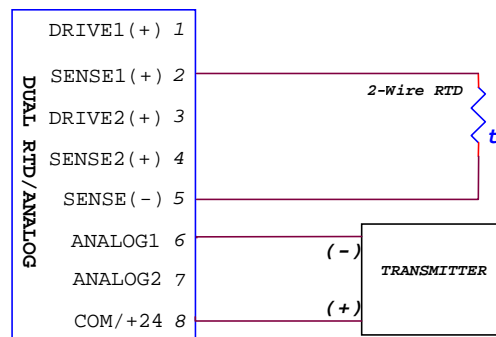 DRIVE1(+) 1
SENSE1(+) 2
2-Wire RTD
DRIVE2(+) 3
t
SENSE2(+) 4
SENSE(-) 5
ANALOG1 6
(-)
TRANSMITTER
ANALOG2 7
(+)
COM/+24 8
DUAL RTD/ANALOG